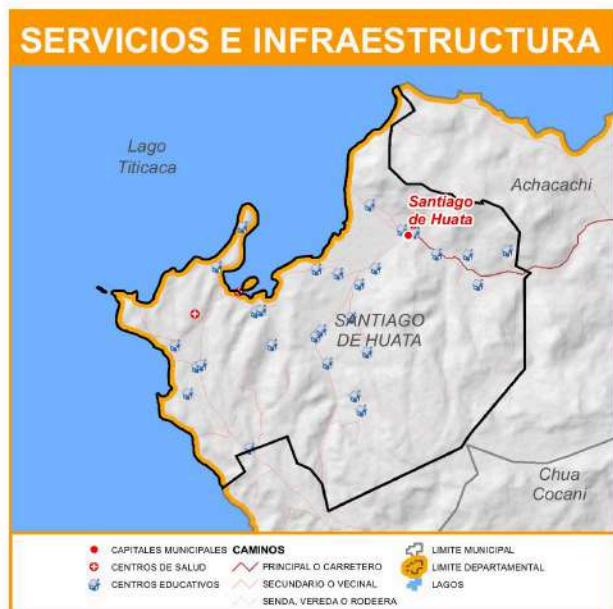 SERVICIOS E INFRAESTRUCTURA
Lago
Titicaca
Achacachi
Santiago
de Huata
SANTIAGO
DE HUATA
Chua
Cocani
CAPITALES MUNICIPALES
CENTROS DE SALUD
CENTROS EDUCATIVOS
CAMINOS
PRINCIPAL O CARRETERO
SECUNDARIO O VECINAL
SENDA, VEREDA O RODEERA
LIMITE MUNICIPAL
LIMITE DEPARTAMENTAL
LAGOS